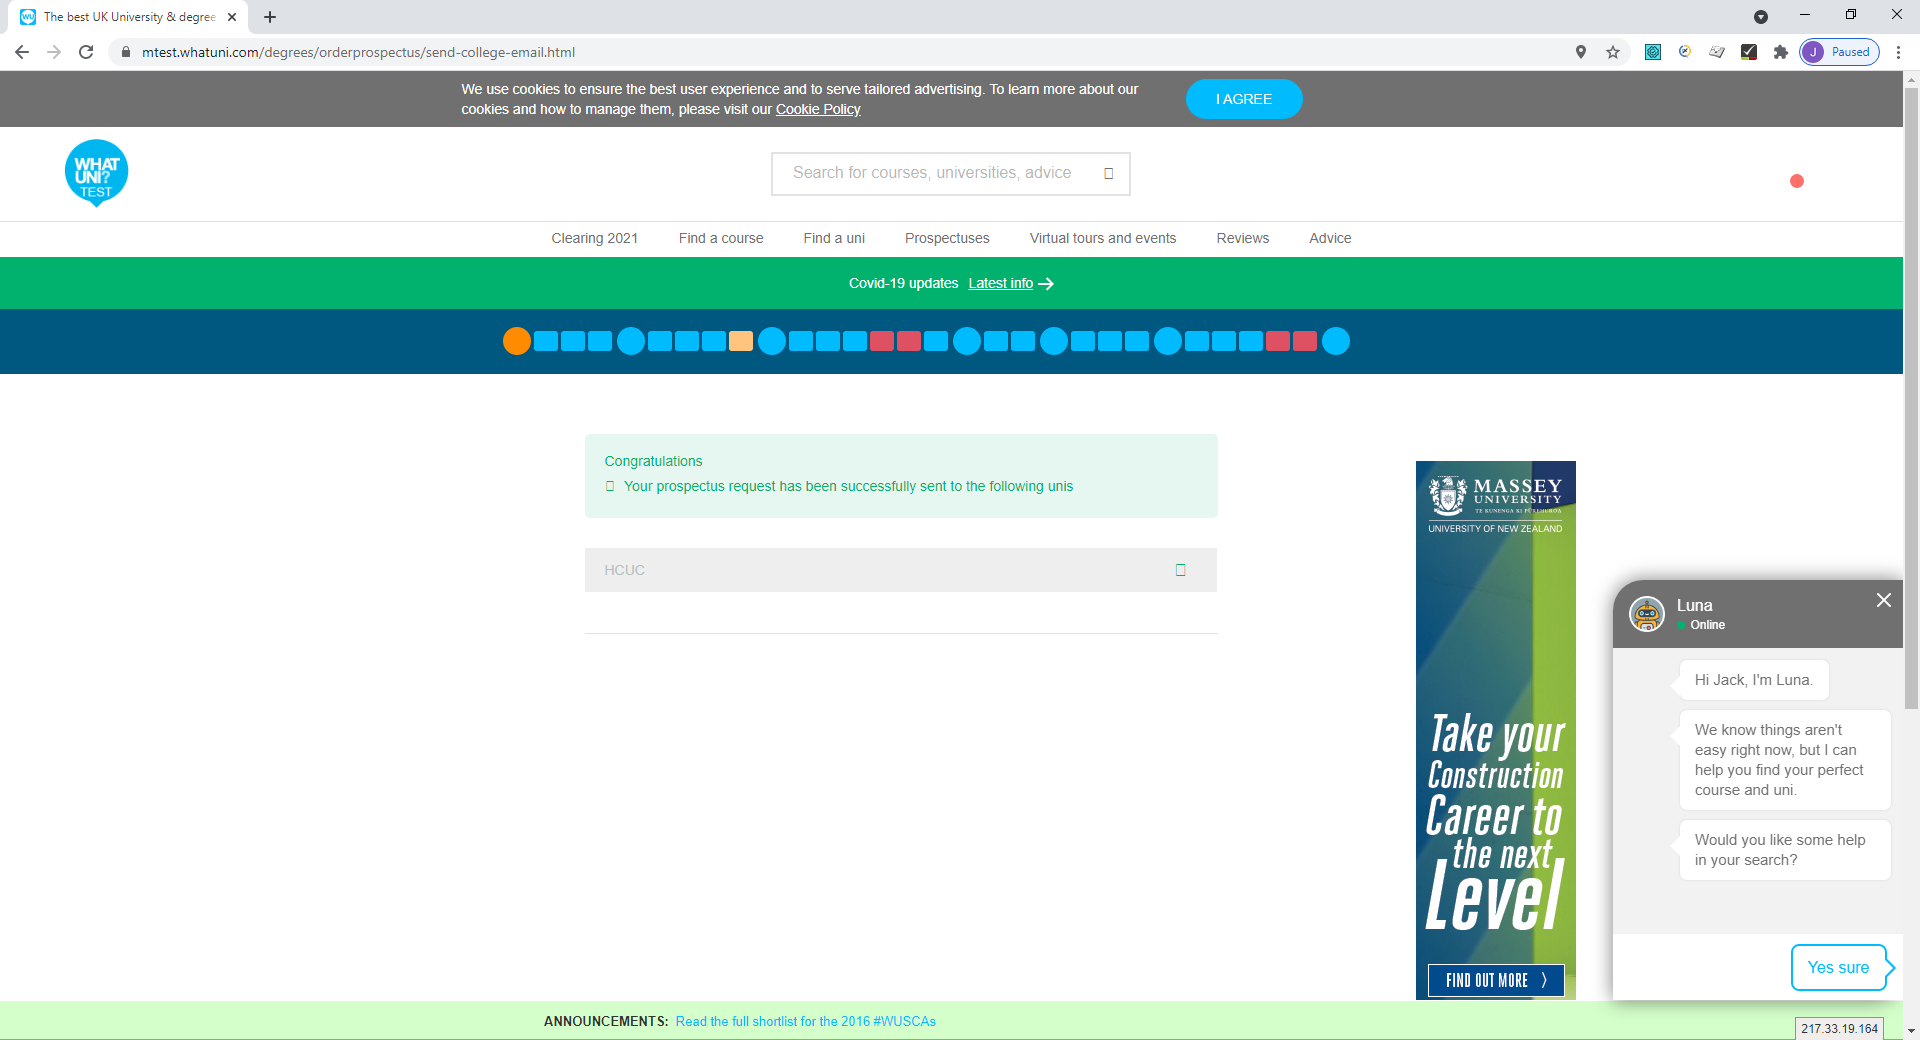 The best UK University & degree
mtest.whatuni.com/degrees/orderprospectus/send-college-email.html
J Paused
We use cookies to ensure the best user experience and to serve tailored advertising. To learn more about our
cookies and how to manage them, please visit our Cookie Policy
I AGREE
WHAT
UNI?
TEST
Search for courses, universities, advice
Clearing 2021 Find a course Find a uni Prospectuses Virtual tours and events Reviews Advice
Covid-19 updates Latest info
Congratulations
Your prospectus request has been successfully sent to the following unis
HCUC
MASSEY
UNIVERSITY
TE KUNENGA KI PŪREHUROA
UNIVERSITY OF NEW ZEALAND
Take your
Construction
Career to
the next
Level
FIND OUT MORE
Luna
Online
Hi Jack, I'm Luna.
We know things aren't
easy right now, but I can
help you find your perfect
course and uni.
Would you like some help
in your search?
Yes sure
ANNOUNCEMENTS: Read the full shortlist for the 2016 #WUSCAs
217.33.19.164